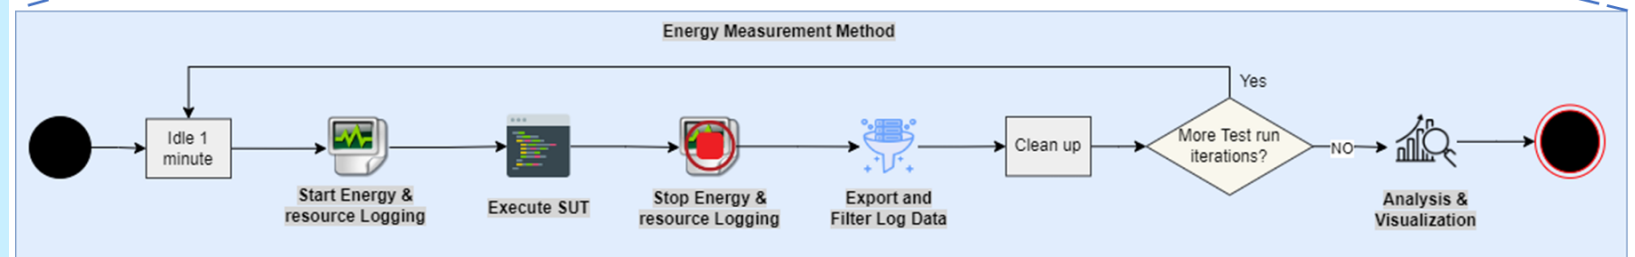 Energy Measurement Method
Yes
Idle 1
minute
Start Energy &
resource Logging
Execute SUT
Stop Energy &
resource Logging
Export and
Filter Log Data
Clean up
More Test run
iterations?
NO
Analysis &
Visualization